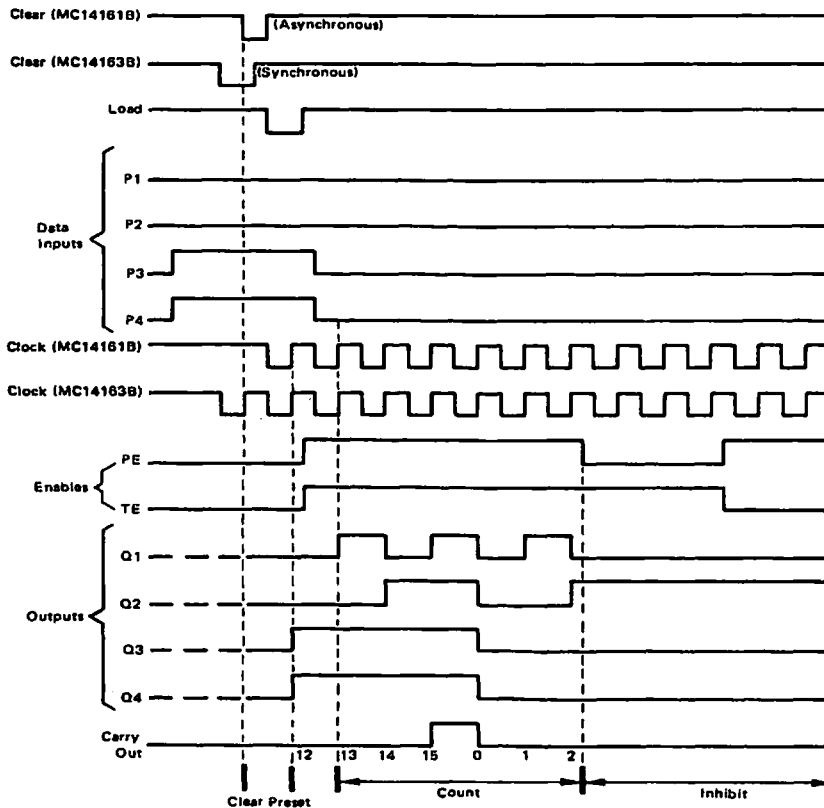 Clear (MC14161B)
(Asynchronous)
Clear (MC14163B)
(Synchronous)
Load
P1
P2
Data
Inputs
P3
P4
Clock (MC14161B)
Clock (MC14163B)
PE
Enables
TE
Q1
Q2
Outputs
Q3
Q4
Carry
Out
12 13 14 15 0 1 2
Clear Preset
Count
Inhibit